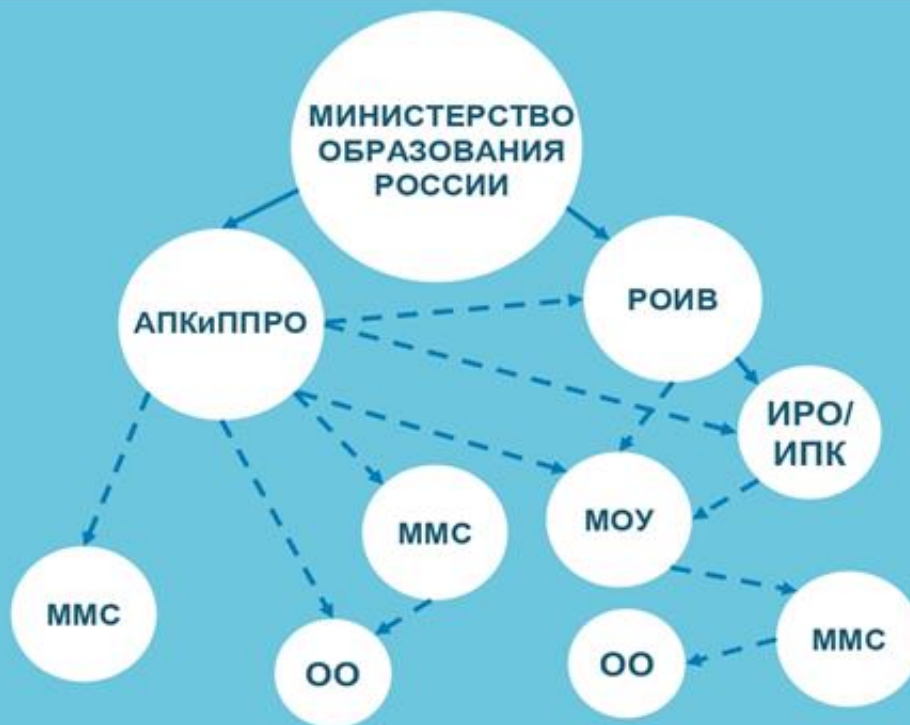 МИНИСТЕРСТВО
ОБРАЗОВАНИЯ
РОССИИ
РОИВ
АПКиППРО
ИРО/
ИПК
МОУ
ММС
ММС
ММС
ОО
ОО